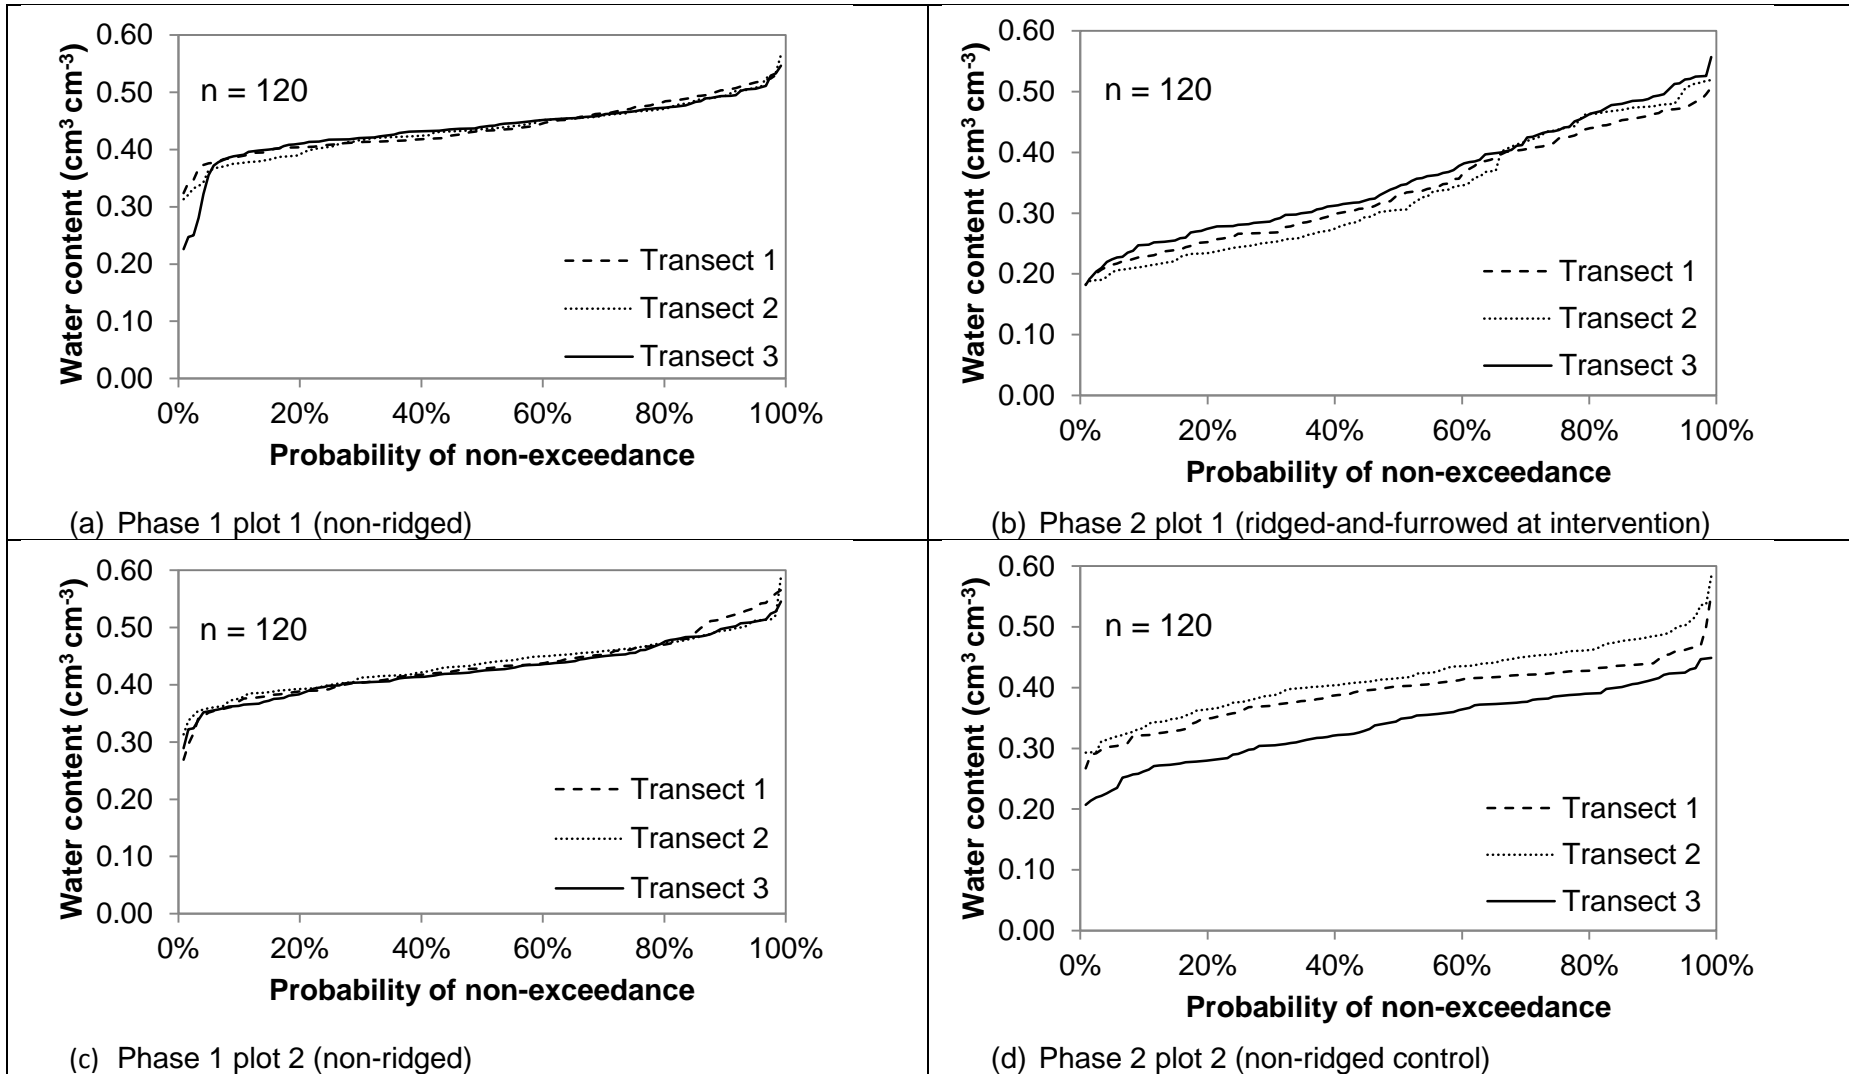 Water content (cm³ cm⁻³)
0.60
0.50
0.40
0.30
0.20
0.10
0.00
n = 120
Transect 1
Transect 2
Transect 3
0% 20% 40% 60% 80% 100%
Probability of non-exceedance
(a) Phase 1 plot 1 (non-ridged)
Water content (cm³ cm⁻³)
0.60
0.50
0.40
0.30
0.20
0.10
0.00
n = 120
Transect 1
Transect 2
Transect 3
0% 20% 40% 60% 80% 100%
Probability of non-exceedance
(b) Phase 2 plot 1 (ridged-and-furrowed at intervention)
Water content (cm³ cm⁻³)
0.60
0.50
0.40
0.30
0.20
0.10
0.00
n = 120
Transect 1
Transect 2
Transect 3
0% 20% 40% 60% 80% 100%
Probability of non-exceedance
(c) Phase 1 plot 2 (non-ridged)
Water content (cm³ cm⁻³)
0.60
0.50
0.40
0.30
0.20
0.10
0.00
n = 120
Transect 1
Transect 2
Transect 3
0% 20% 40% 60% 80% 100%
Probability of non-exceedance
(d) Phase 2 plot 2 (non-ridged control)